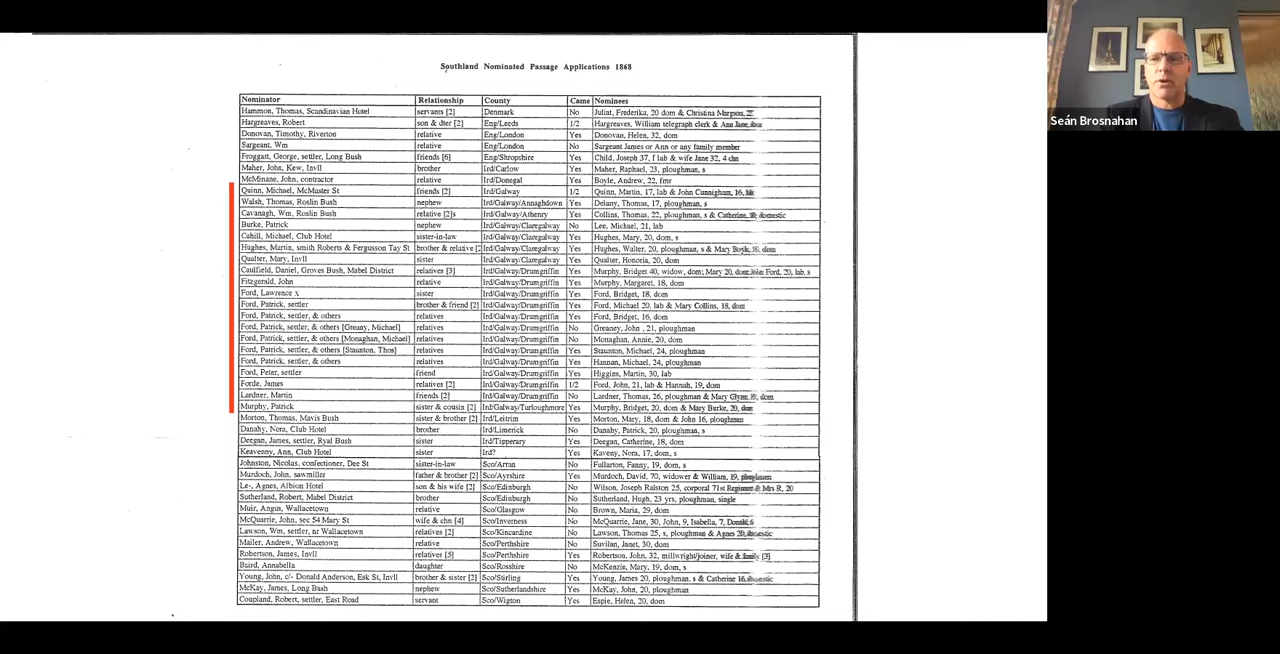 Southland Nominated Passage Applications 1868
Seán Brosnahan
Nominator Relationship County Came Nominees
Hammon, Thomas, Scandinavian Hotel servants [2] Denmark No Juliat, Frederika, 20 dom & Christina
Hargreaves, Robert son & dter [2] Eng/Leeds 1/2 Hargreaves, William telegraph clerk & Ann Jane,
Donovan, Timothy, Riverton relative Eng/London Yes Donovan, Helen, 32, dom
Sargeant, Wm relative Eng/London No Sargeant James or Ann or any family member
Froggatt, George, settler, Long Bush friends [6] Eng/Shropshire Yes Child, Joseph 37, f lab & wife Jane 32, 4 chn
Maher, John, Kew, Invll brother Ird/Carlow Yes Maher, Raphael, 23, ploughman, s
McMinane, John, contractor relative Ird/Donegal Yes Boyle, Andrew, 22, fmr
Quinn, Michael, McMaster St friends [2] Ird/Galway 1/2 Quinn, Martin, 17, lab & John Cunnigham, 16,
Walsh, Thomas, Roslin Bush nephew Ird/Galway/Annaghdown Yes Delany, Thomas, 17, ploughman, s
Cavanagh, Wm, Roslin Bush relative [2]s Ird/Galway/Athenry Yes Collins, Thomas, 22, ploughman, s & Catherine, domestic
Burke, Patrick nephew Ird/Galway/Claregalway No Lee, Michael, 21, lab
Cahill, Michael, Club Hotel sister-in-law Ird/Galway/Claregalway Yes Hughes, Mary, 20, dom, s
Hughes, Martin, smith Roberts & Fergusson Tay St brother & relative [2 Ird/Galway/Claregalway Yes Hughes, Walter, 20, ploughman, s & Mary dom
Qualter, Mary, Invll sister Ird/Galway/Claregalway Yes Qualter, Honoria, 20, dom
Caulfield, Daniel, Groves Bush, Mabel District relatives [3] Ird/Galway/Drumgriffin Yes Murphy, Bridget 40, widow, dom; Mary 20, dom; Ford, 20, lab, s
Fitzgerald, John relative Ird/Galway/Drumgriffin Yes Murphy, Margaret, 18, dom
Ford, Lawrence x sister Ird/Galway/Drumgriffin Yes Ford, Bridget, 18, dom
Ford, Patrick, settler brother & friend [2] Ird/Galway/Drumgriffin Yes Ford, Michael 20, lab & Mary Collins, 18, dom
Ford, Patrick, settler, & others relatives Ird/Galway/Drumgriffin Yes Ford, Bridget, 16, dom
Ford, Patrick, settler, & others [Greany, Michael] relatives Ird/Galway/Drumgriffin No Greaney, John , 21, ploughman
Ford, Patrick, settler, & others [Monaghan, Michael] relatives Ird/Galway/Drumgriffin No Monaghan, Annie, 20, dom
Ford, Patrick, settler, & others [Staunton, Thos] relatives Ird/Galway/Drumgriffin Yes Staunton, Michael, 24, ploughman
Ford, Patrick, settler, & others relatives Ird/Galway/Drumgriffin Yes Hannan, Michael, 24, ploughman
Ford, Peter, settler friend Ird/Galway/Drumgriffin Yes Higgins, Martin, 30, lab
Forde, James relatives [2] Ird/Galway/Drumgriffin 1/2 Ford, John, 21, lab & Hannah, 19, dom
Lardner, Martin friends [2] Ird/Galway/Drumgriffin No Lardner, Thomas, 26, ploughman & Mary Glynn, dom
Murphy, Patrick sister & cousin [2] Ird/Galway/Turloughmore Yes Murphy, Bridget, 20, dom & Mary Burke, 20, dom
Morton, Thomas, Mavis Bush sister & brother [2] Ird/Leitrim Yes Morton, Mary, 18, dom & John 16, ploughman
Danahy, Nora, Club Hotel brother Ird/Limerick No Danahy, Patrick, 20, ploughman, s
Deegan, James, settler, Ryal Bush sister Ird/Tipperary Yes Deegan, Catherine, 18, dom
Keavenny, Ann, Club Hotel sister Ird? Yes Kaveny, Nora, 17, dom, s
Johnston, Nicolas, confectioner, Dee St sister-in-law Sco/Arran No Fullarton, Fanny, 19, dom, s
Murdoch, John, sawmiller father & brother [2] Sco/Ayrshire Yes Murdoch, David, 70, widower & William, 19,
Le-, Agnes, Albion Hotel son & his wife [2] Sco/Edinburgh No Wilson, Joseph Ralston 25, corporal 71st Regiment & Mrs R, 20
Sutherland, Robert, Mabel District brother Sco/Edinburgh No Sutherland, Hugh, 23 yrs, ploughman, single
Muir, Angus, Wallacetown relative Sco/Glasgow No Brown, Maria, 29, dom
McQuarrie, John, sec 54 Mary St wife & chn [4] Sco/Inverness No McQuarrie, Jane, 30, John, 9, Isabella, 7, Donald,
Lawson, Wm, settler, nr Wallacetown relatives [2] Sco/Kincardine No Lawson, Thomas 25, s, ploughman & Agnes 20, domestic
Mailer, Andrew, Wallacetown relative Sco/Perthshire No Suvilan, Janet, 30, dom
Robertson, James, Invll relatives [5] Sco/Perthshire Yes Robertson, John, 32, millwright/joiner, wife & family [3]
Baird, Annabella daughter Sco/Rosshire No McKenzie, Mary, 19, dom, s
Young, John, c/- Donald Anderson, Esk St, Invll brother & sister [2] Sco/Stirling Yes Young, James 20, ploughman, s & Catherine 16, domestic
McKay, James, Long Bush nephew Sco/Sutherlandshire Yes McKay, John, 20, ploughman
Coupland, Robert, settler, East Road servant Sco/Wigton Yes Espie, Helen, 20, dom